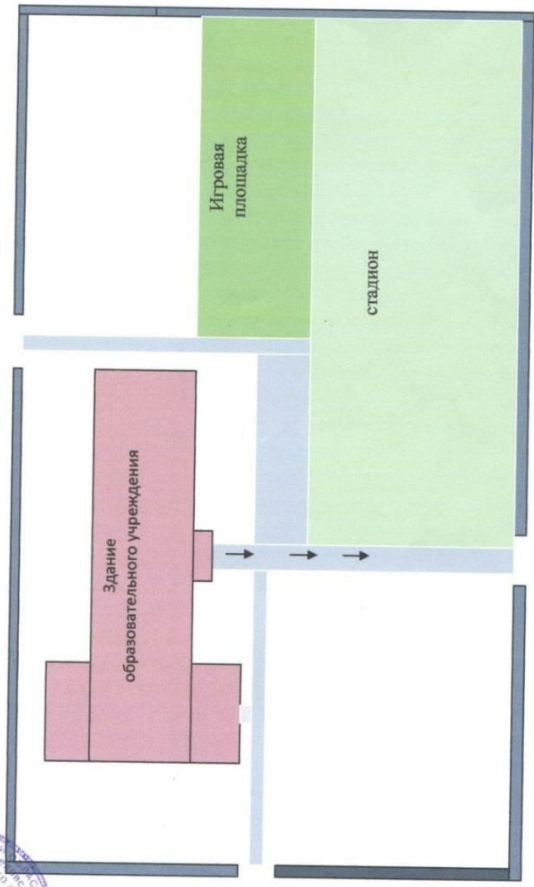 Здание
образовательного учреждения
Игровая
площадка
стадион